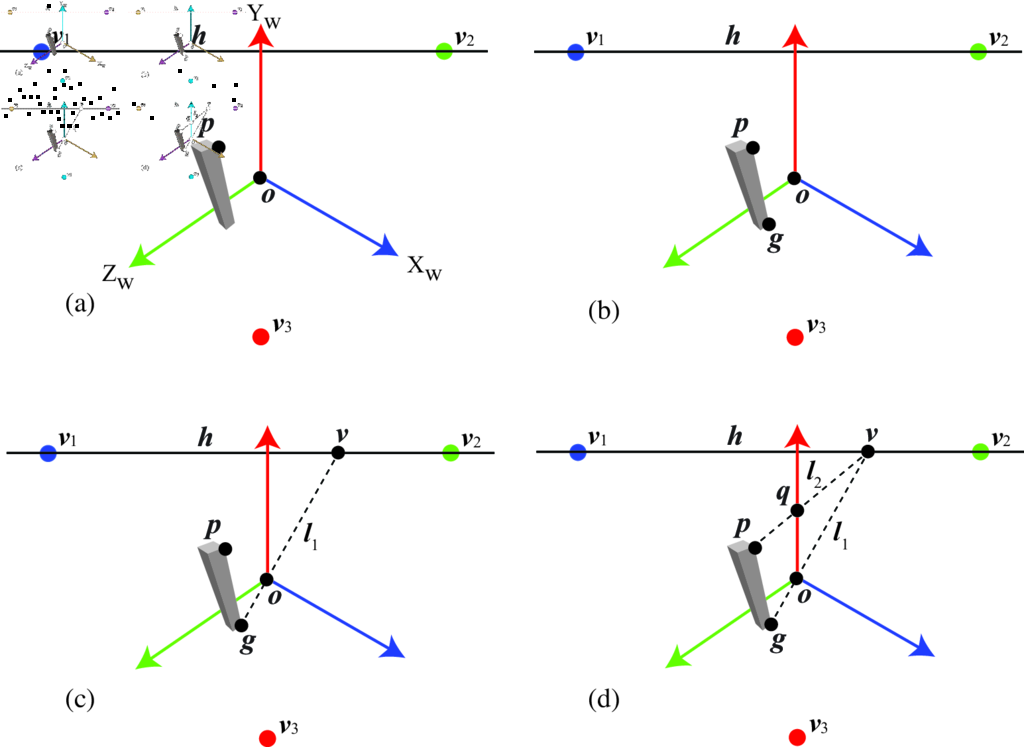 Y_W
v_1 h v_2
p
o
Z_W X_W
(a)
v_3
v_1 h v_2
p
o
g
(b)
v_3
v_1 h v v_2
l_1
p
o
g
(c)
v_3
v_1 h v v_2
l_2
q
p l_1
o
g
(d)
v_3